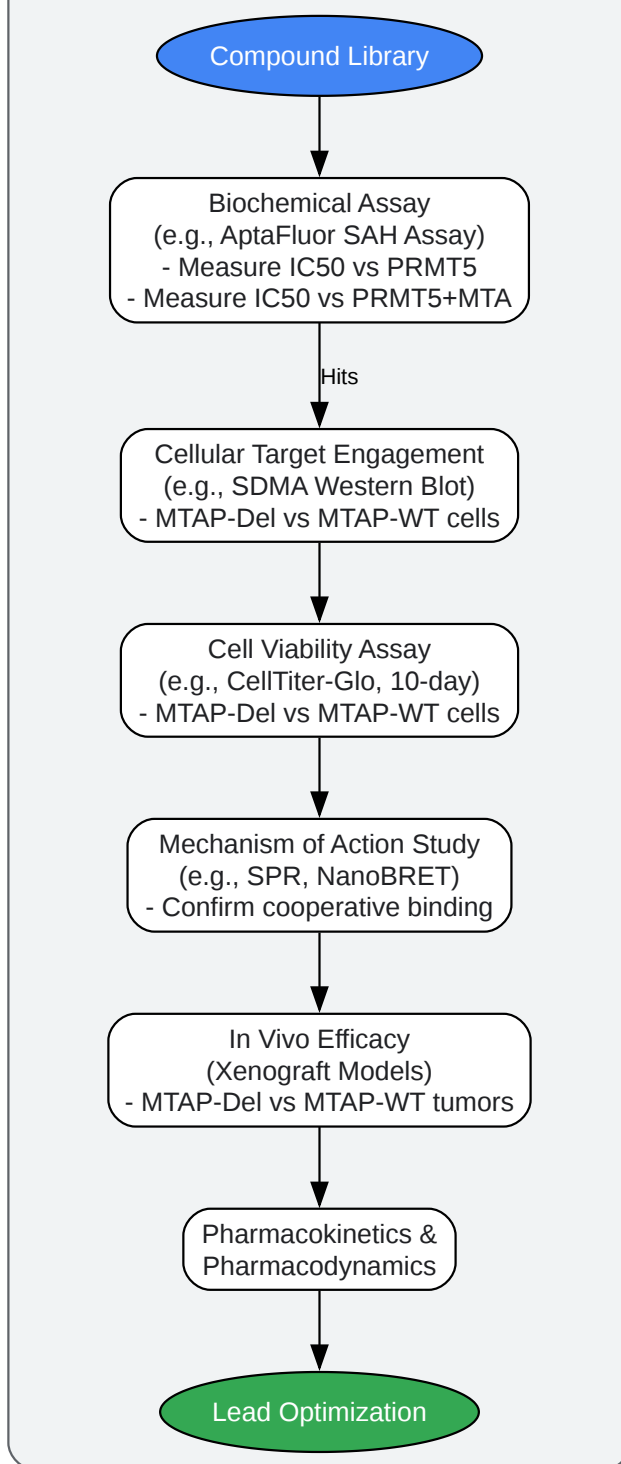 Compound Library
Biochemical Assay
(e.g., AptaFluor SAH Assay)
- Measure IC50 vs PRMT5
- Measure IC50 vs PRMT5+MTA
Hits
Cellular Target Engagement
(e.g., SDMA Western Blot)
- MTAP-Del vs MTAP-WT cells
Cell Viability Assay
(e.g., CellTiter-Glo, 10-day)
- MTAP-Del vs MTAP-WT cells
Mechanism of Action Study
(e.g., SPR, NanoBRET)
- Confirm cooperative binding
In Vivo Efficacy
(Xenograft Models)
- MTAP-Del vs MTAP-WT tumors
Pharmacokinetics &
Pharmacodynamics
Lead Optimization